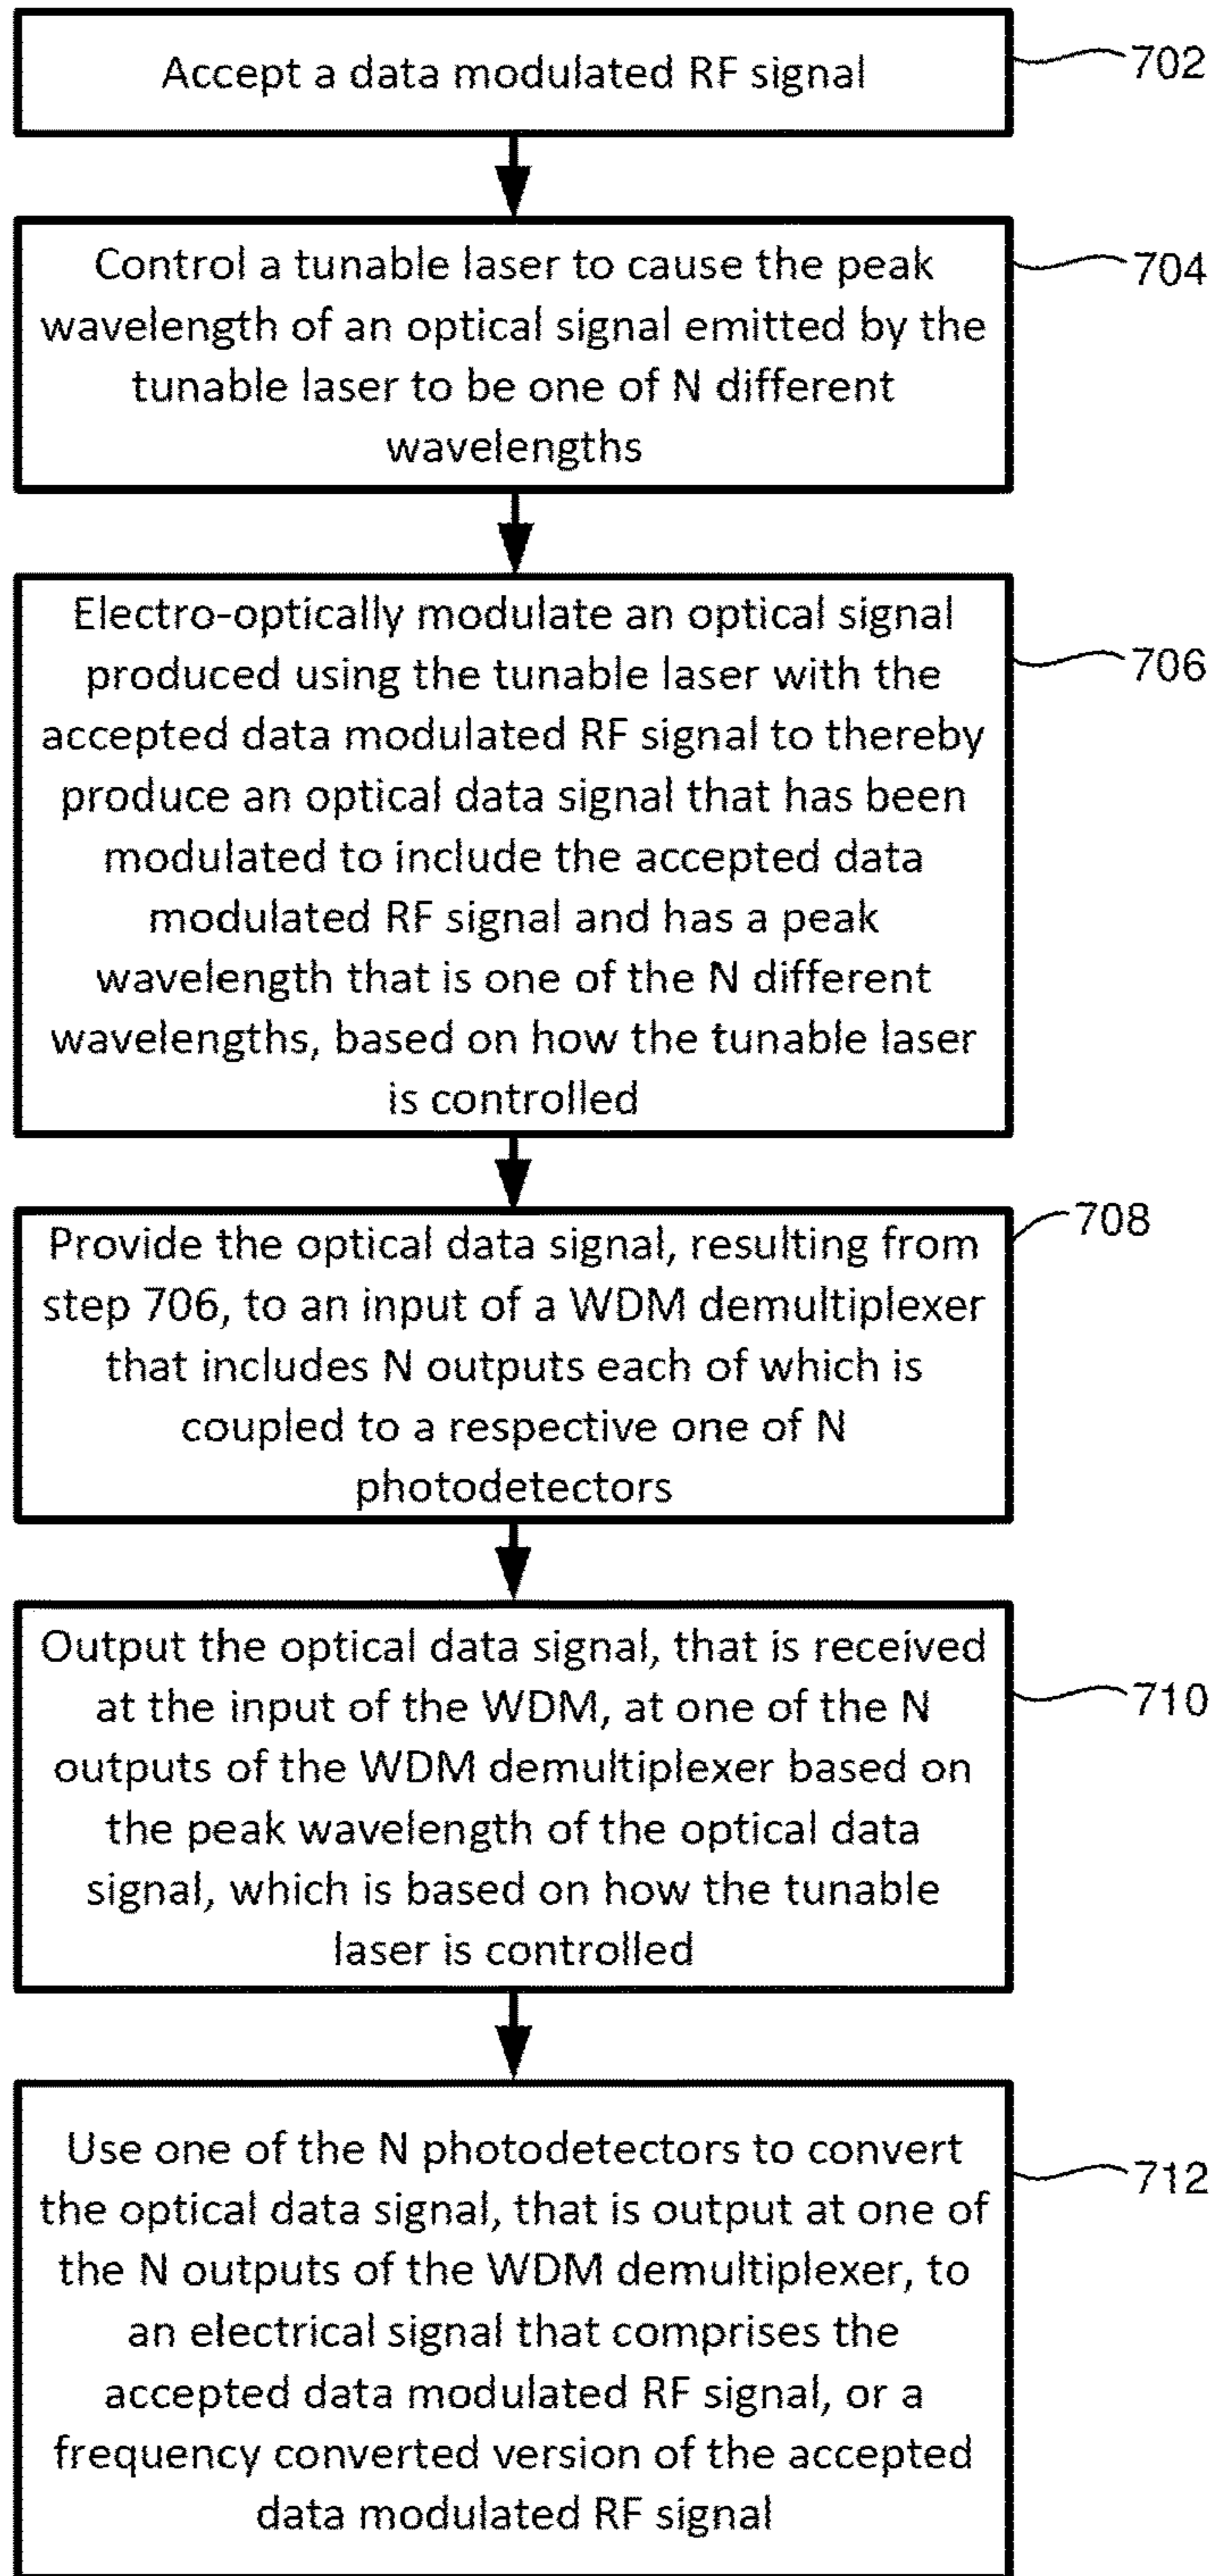 Accept a data modulated RF signal
702
Control a tunable laser to cause the peak
wavelength of an optical signal emitted by the
tunable laser to be one of N different
wavelengths
704
Electro-optically modulate an optical signal
produced using the tunable laser with the
accepted data modulated RF signal to thereby
produce an optical data signal that has been
modulated to include the accepted data
modulated RF signal and has a peak
wavelength that is one of the N different
wavelengths, based on how the tunable laser
is controlled
706
Provide the optical data signal, resulting from
step 706, to an input of a WDM demultiplexer
that includes N outputs each of which is
coupled to a respective one of N
photodetectors
708
Output the optical data signal, that is received
at the input of the WDM, at one of the N
outputs of the WDM demultiplexer based on
the peak wavelength of the optical data
signal, which is based on how the tunable
laser is controlled
710
Use one of the N photodetectors to convert
the optical data signal, that is output at one of
the N outputs of the WDM demultiplexer, to
an electrical signal that comprises the
accepted data modulated RF signal, or a
frequency converted version of the accepted
data modulated RF signal
712